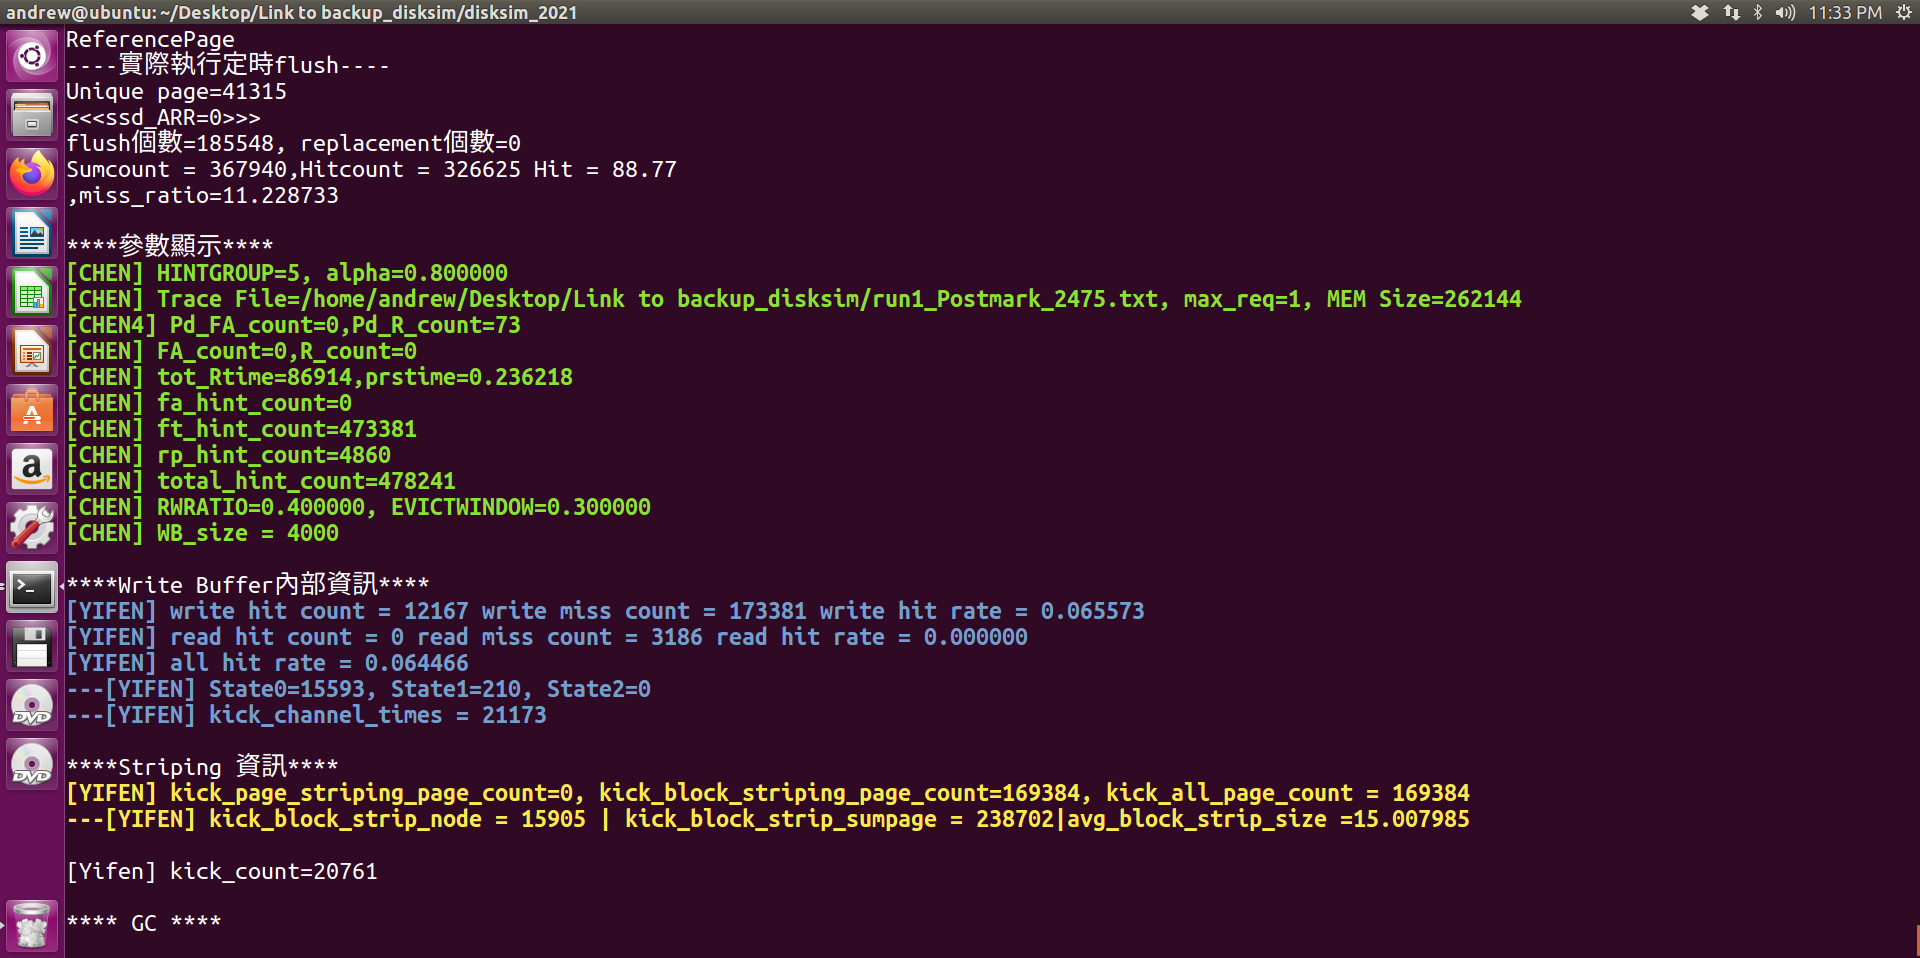 andrew@ubuntu: ~/Desktop/Link to backup_disksim/disksim_2021
11:33 PM
ReferencePage
----實際執行定時flush----
Unique page=41315
<<<ssd_ARR=0>>>
flush個數=185548, replacement個數=0
Sumcount = 367940,Hitcount = 326625 Hit = 88.77
,miss_ratio=11.228733
****參數顯示****
[CHEN] HINTGROUP=5, alpha=0.800000
[CHEN] Trace File=/home/andrew/Desktop/Link to backup_disksim/run1_Postmark_2475.txt, max_req=1, MEM Size=262144
[CHEN4] Pd_FA_count=0,Pd_R_count=73
[CHEN] FA_count=0,R_count=0
[CHEN] tot_Rtime=86914,prstime=0.236218
[CHEN] fa_hint_count=0
[CHEN] ft_hint_count=473381
[CHEN] rp_hint_count=4860
[CHEN] total_hint_count=478241
[CHEN] RWRATIO=0.400000, EVICTWINDOW=0.300000
[CHEN] WB_size = 4000
****Write Buffer內部資訊****
[YIFEN] write hit count = 12167 write miss count = 173381 write hit rate = 0.065573
[YIFEN] read hit count = 0 read miss count = 3186 read hit rate = 0.000000
[YIFEN] all hit rate = 0.064466
---[YIFEN] State0=15593, State1=210, State2=0
---[YIFEN] kick_channel_times = 21173
****Striping 資訊****
[YIFEN] kick_page_striping_page_count=0, kick_block_striping_page_count=169384, kick_all_page_count = 169384
---[YIFEN] kick_block_strip_node = 15905 | kick_block_strip_sumpage = 238702|avg_block_strip_size =15.007985
[Yifen] kick_count=20761
**** GC ****